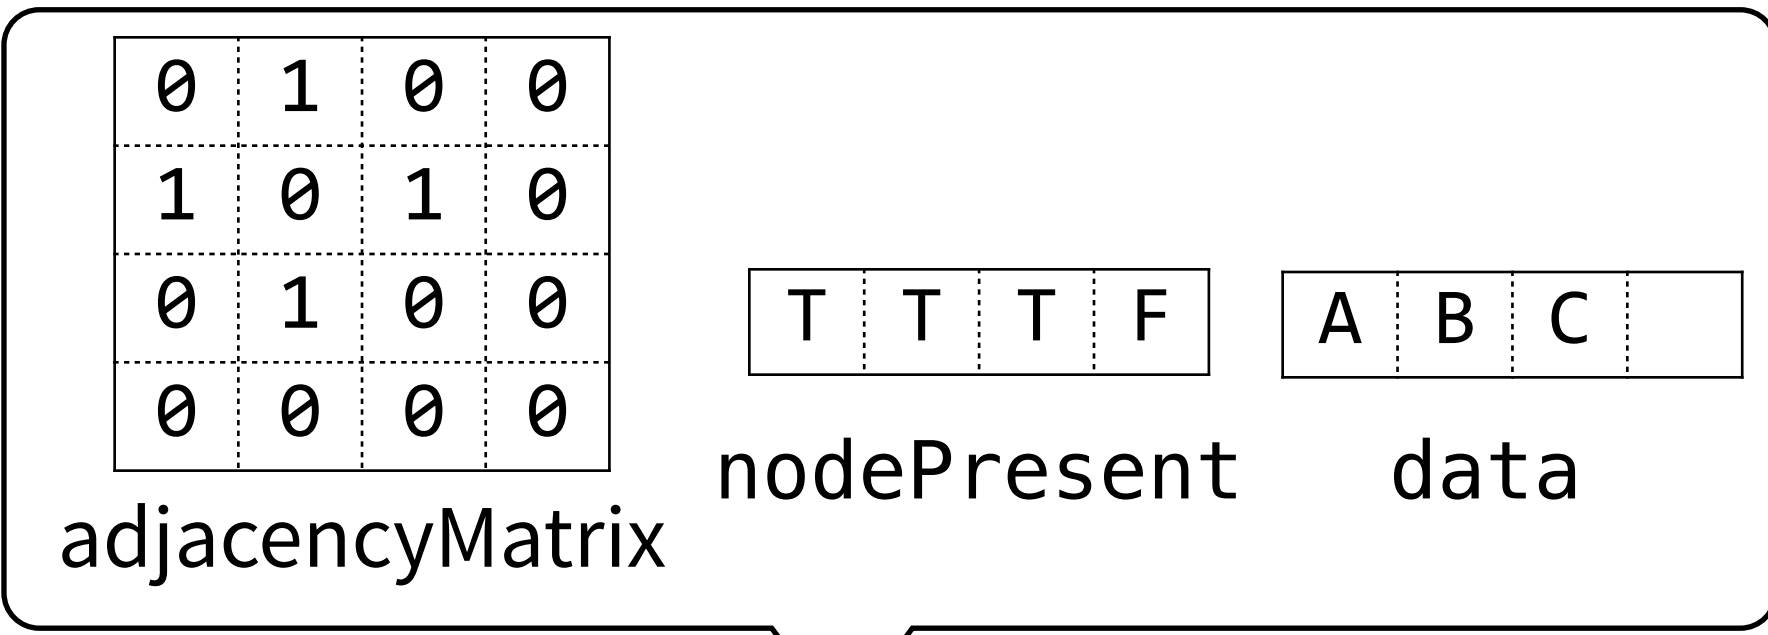 0 1 0 0
1 0 1 0
0 1 0 0
0 0 0 0
adjacencyMatrix
T T T F
nodePresent
A B C
data